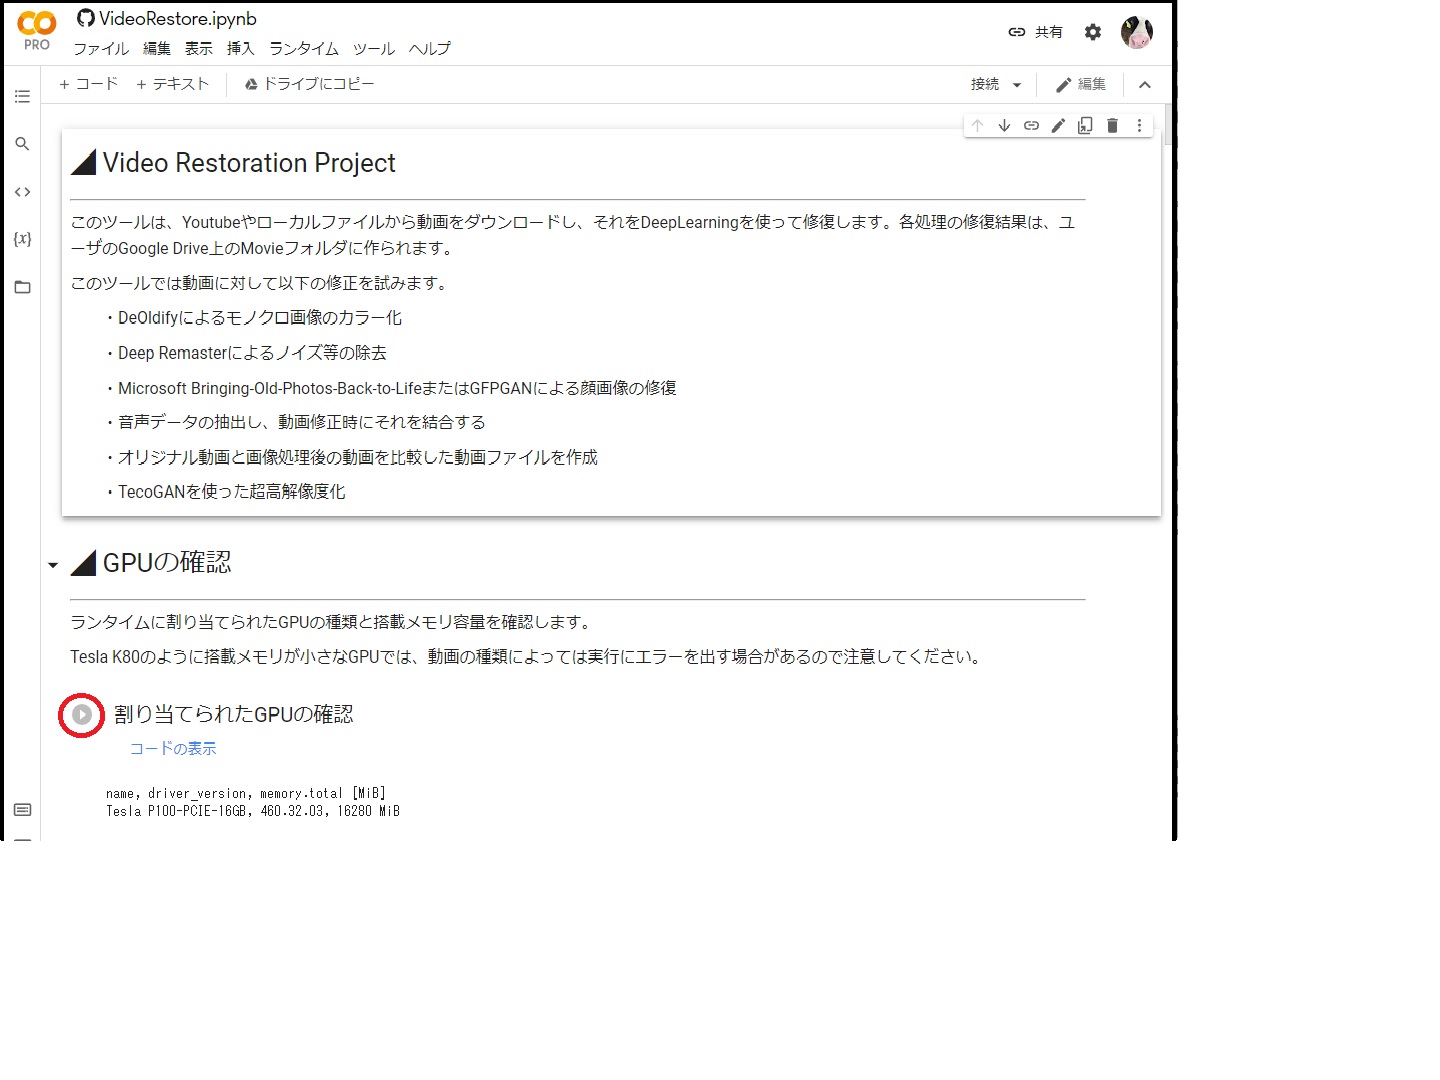 VideoRestore.ipynb
PRO
ファイル 編集 表示 挿入 ランタイム ツール ヘルプ
共有
+ コード + テキスト ドライブにコピー
接続 編集
Video Restoration Project
このツールは、Youtubeやローカルファイルから動画をダウンロードし、それをDeepLearningを使って修復します。各処理の修復結果は、ユ
ーザのGoogle Drive上のMovieフォルダに作られます。
このツールでは動画に対して以下の修正を試みます。
・DeOldifyによるモノクロ画像のカラー化
・Deep Remasterによるノイズ等の除去
・Microsoft Bringing-Old-Photos-Back-to-LifeまたはGFPGANによる顔画像の修復
・音声データの抽出し、動画修正時にそれを結合する
・オリジナル動画と画像処理後の動画を比較した動画ファイルを作成
・TecoGANを使った超高解像度化
GPUの確認
ランタイムに割り当てられたGPUの種類と搭載メモリ容量を確認します。
Tesla K80のように搭載メモリが小さなGPUでは、動画の種類によっては実行にエラーを出す場合があるので注意してください。
割り当てられたGPUの確認
コードの表示
name, driver_version, memory.total [MiB]
Tesla P100-PCIE-16GB, 460.32.03, 16280 MiB